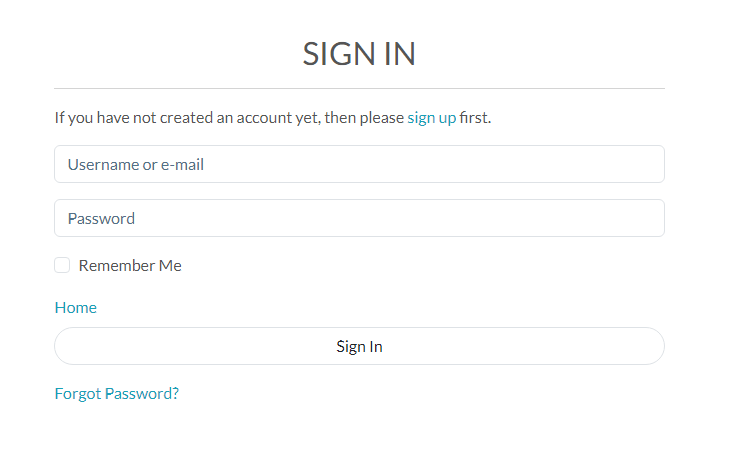 SIGN IN
If you have not created an account yet, then please sign up first.
Username or e-mail
Password
Remember Me
Home
Sign In
Forgot Password?